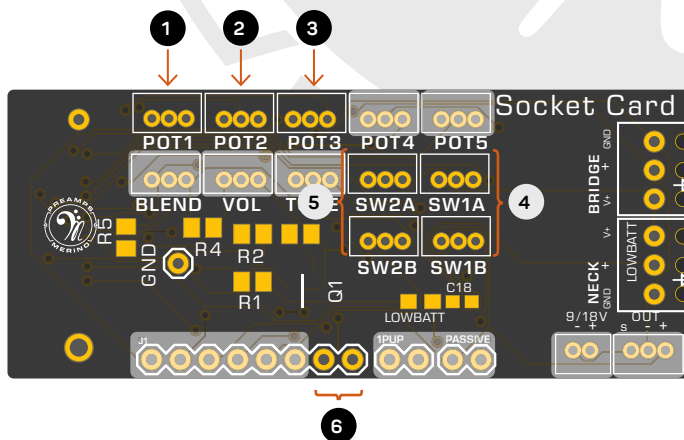 1 2 3
Socket Card
POT1 POT2 POT3 POT4 POT5
GND
+
V+
BRIDGE
5
4
BLEND VOL SW2A SW1A
PREAMPS
MERINO
R5
GND
R4
R2
R1
Q1
SW2B SW1B
V+
+
GND
NECK
LOWBATT
C18
LOWBATT
9/18V OUT
- + S - +
J1 1PUP PASSIVE
6